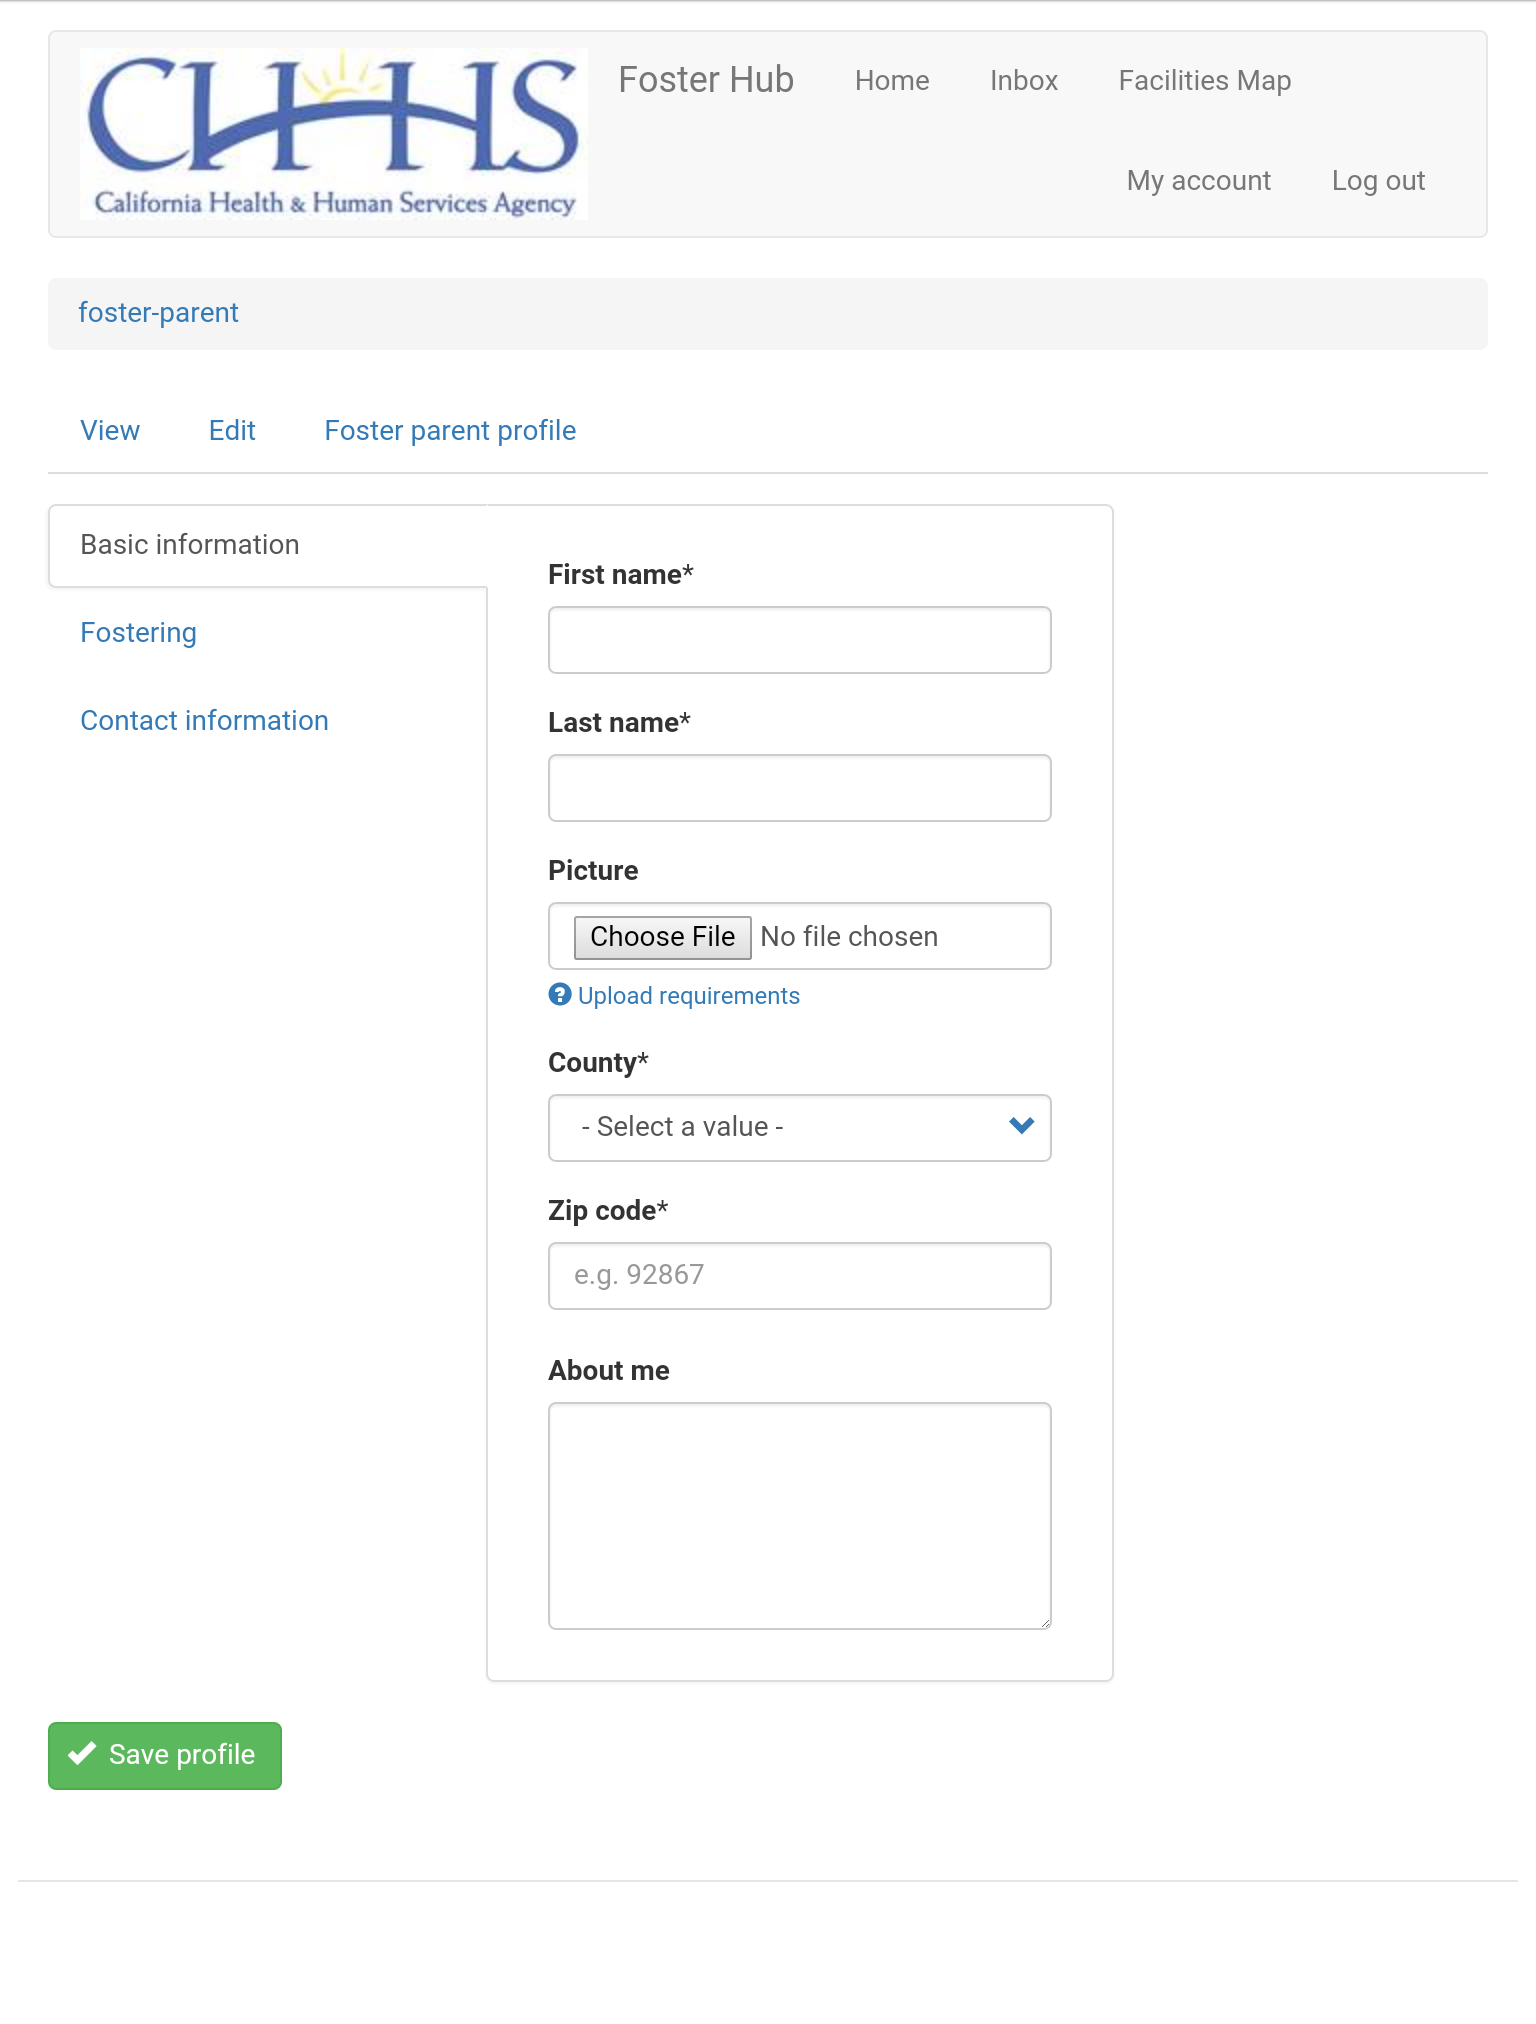 CHHS
California Health & Human Services Agency
Foster Hub Home Inbox Facilities Map
My account Log out
foster-parent
View Edit Foster parent profile
Basic information
Fostering
Contact information
First name*
Last name*
Picture
Choose File No file chosen
? Upload requirements
County*
- Select a value -
Zip code*
e.g. 92867
About me
Save profile